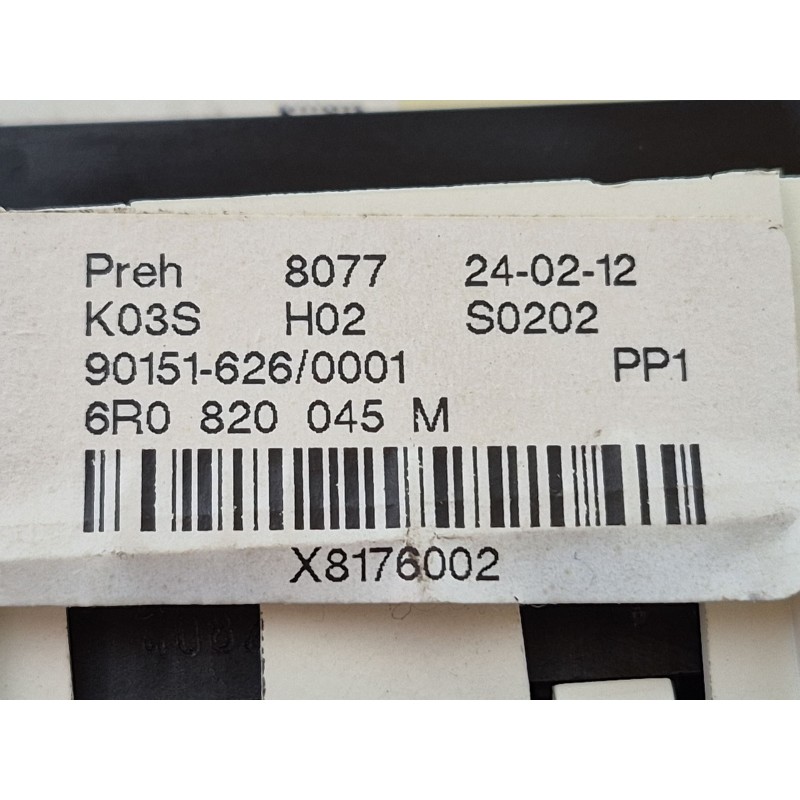 Preh 8077 24-02-12
K03S H02 S0202
90151-626/0001 PP1
6R0 820 045 M
X8176002